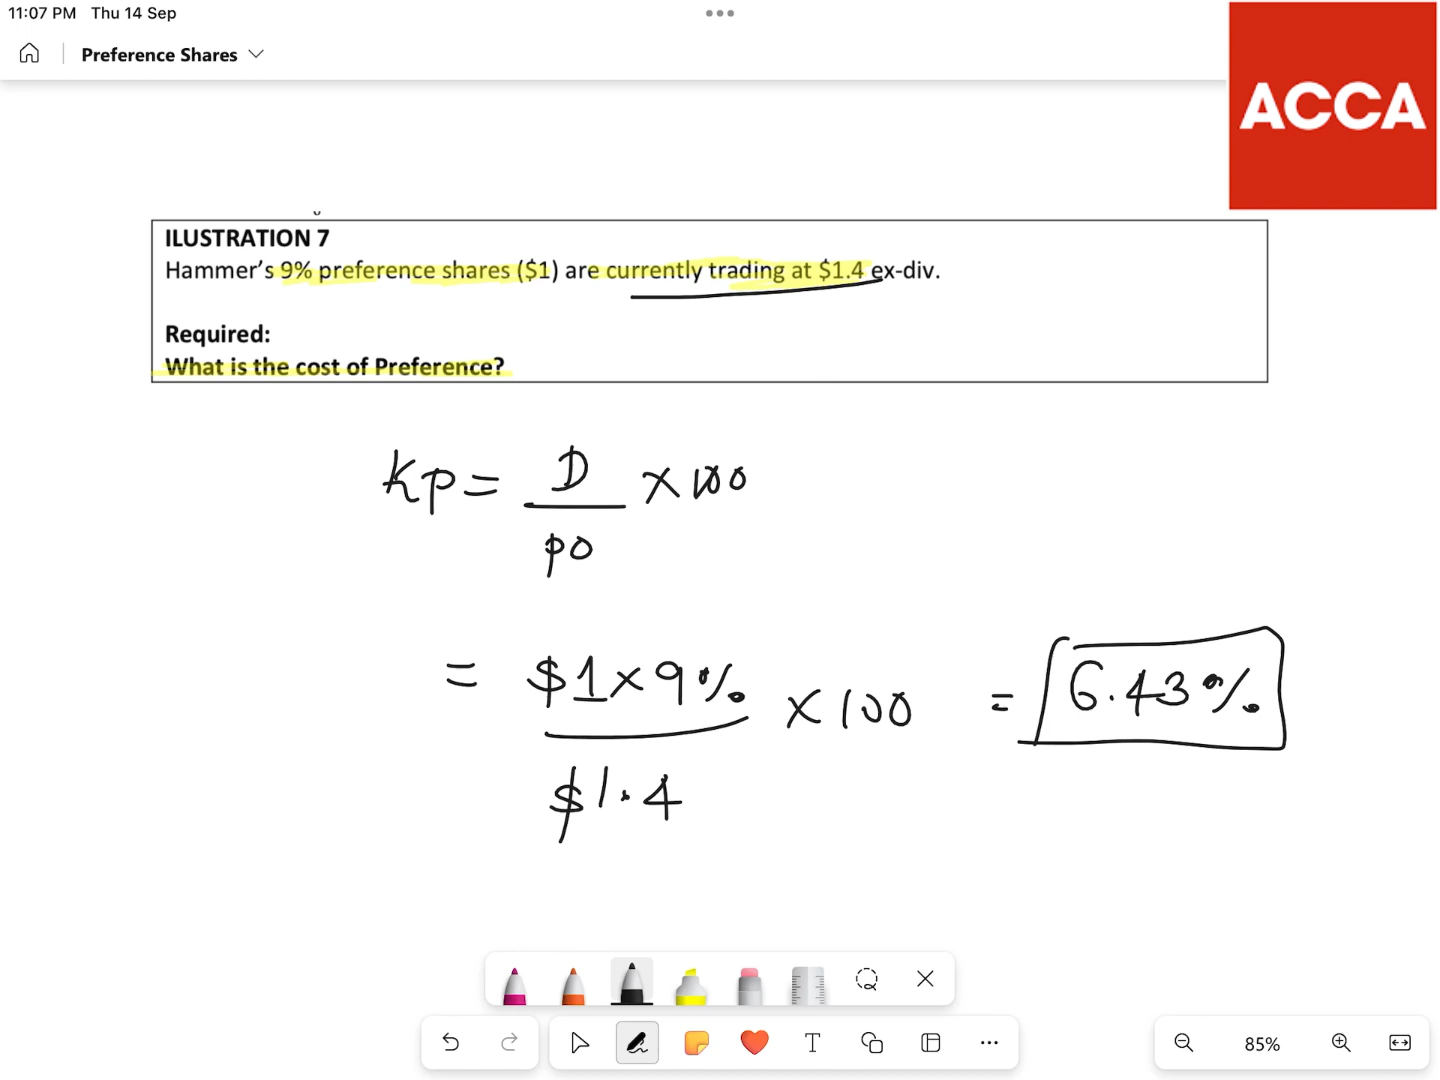 11:07 PM Thu 14 Sep
Preference Shares
ACCA
ILUSTRATION 7
Hammer's 9% preference shares ($1) are currently trading at $1.4 ex-div.
Required:
What is the cost of Preference?
Kp = D × 100
po
= $1 × 9% × 100 = 6.43%
$1.4
T
85%